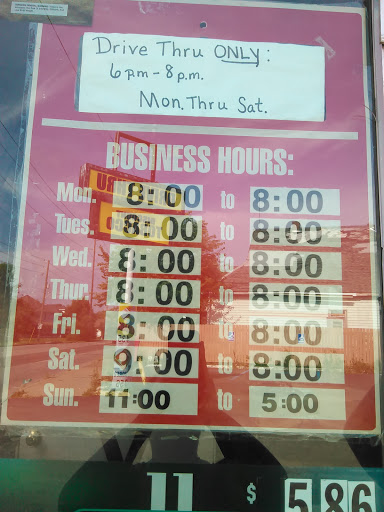 Drive Thru ONLY:
6pm-8p.m.
Mon. Thru Sat.
BUSINESS HOURS:
Mon. 8:00 to 8:00
Tues. 8:00 to 8:00
Wed. 8:00 to 8:00
Thur. 8:00 to 8:00
Fri. 8:00 to 8:00
Sat. 9:00 to 8:00
Sun. 11:00 to 5:00
11 $ 586